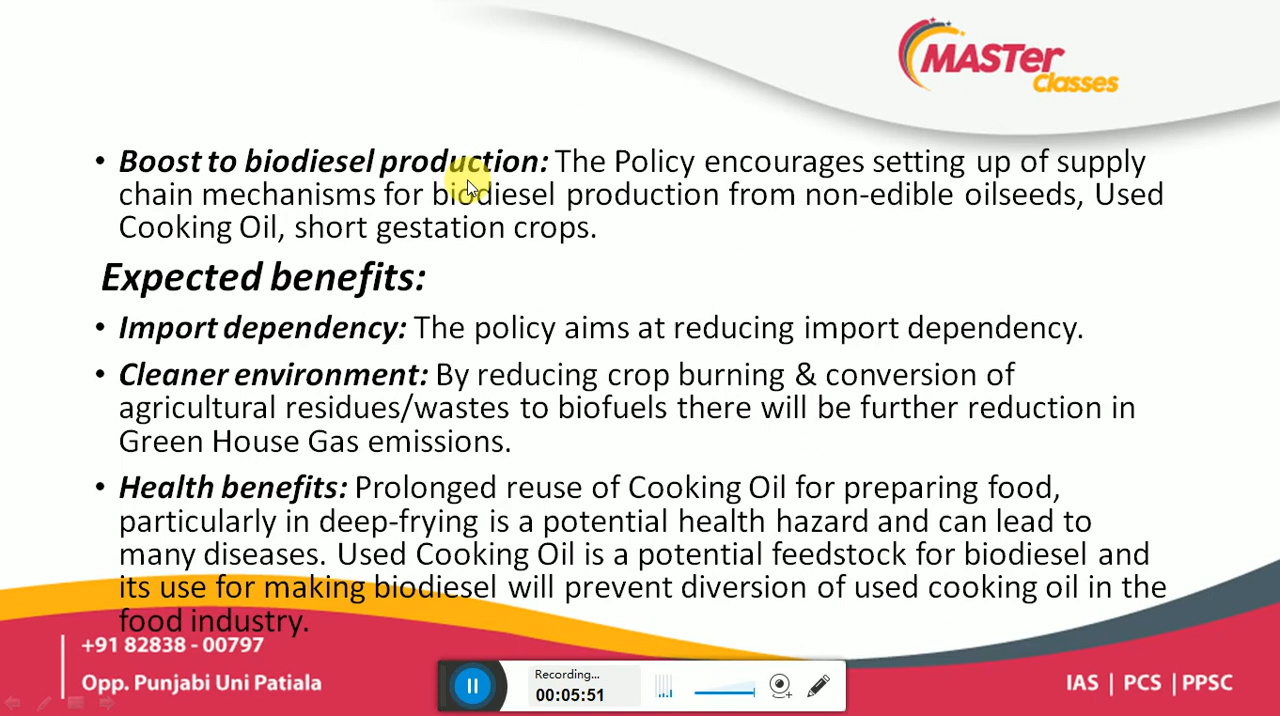 MASTer
Classes
• Boost to biodiesel production: The Policy encourages setting up of supply
chain mechanisms for biodiesel production from non-edible oilseeds, Used
Cooking Oil, short gestation crops.
Expected benefits:
• Import dependency: The policy aims at reducing import dependency.
• Cleaner environment: By reducing crop burning & conversion of
agricultural residues/wastes to biofuels there will be further reduction in
Green House Gas emissions.
• Health benefits: Prolonged reuse of Cooking Oil for preparing food,
particularly in deep-frying is a potential health hazard and can lead to
many diseases. Used Cooking Oil is a potential feedstock for biodiesel and
its use for making biodiesel will prevent diversion of used cooking oil in the
food industry.
+91 82838 - 00797
Opp. Punjabi Uni Patiala
Recording...
00:05:51
IAS | PCS | PPSC